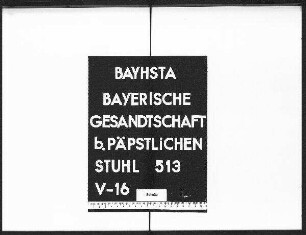 BAYHSTA
BAYERISCHE
GESANDTSCHAFT
b. PÄPSTLiCHEN
STUHL 513
V-16